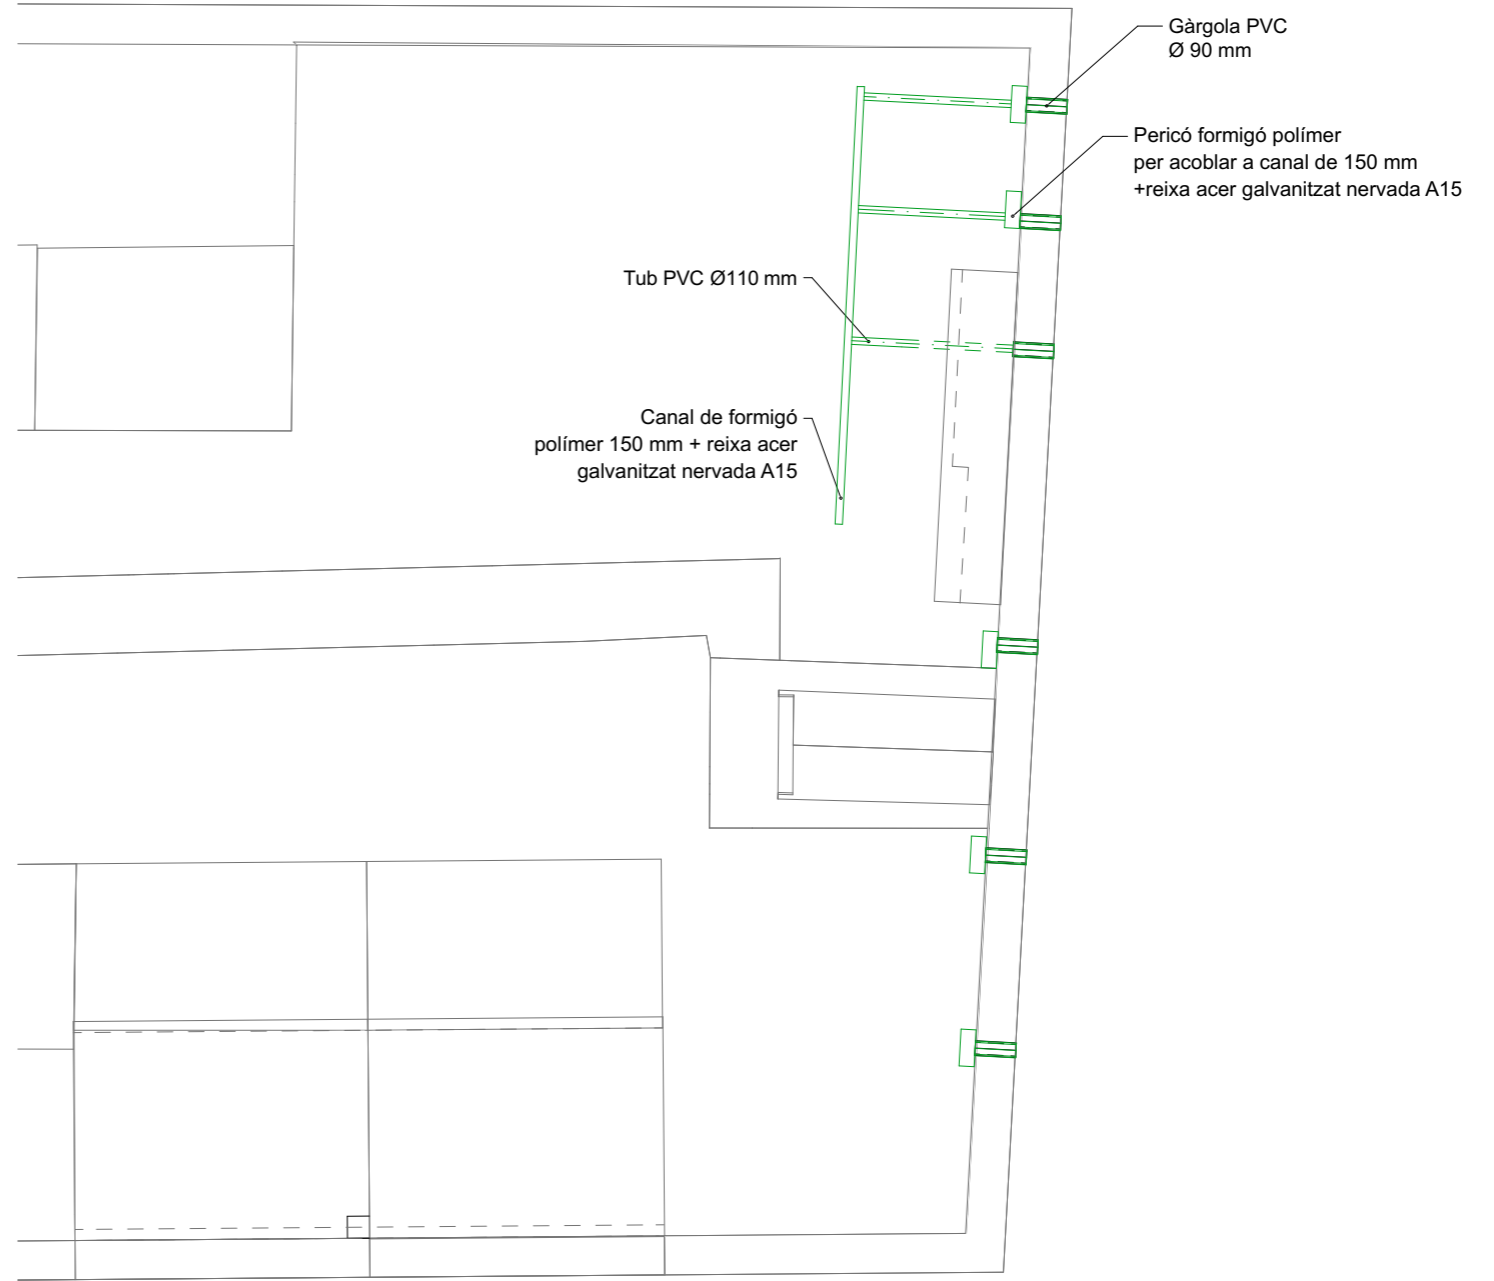 Gàrgola PVC
Ø 90 mm
Pericó formigó polímer
per acoblar a canal de 150 mm
+reixa acer galvanitzat nervada A15
Tub PVC Ø110 mm
Canal de formigó
polímer 150 mm + reixa acer
galvanitzat nervada A15